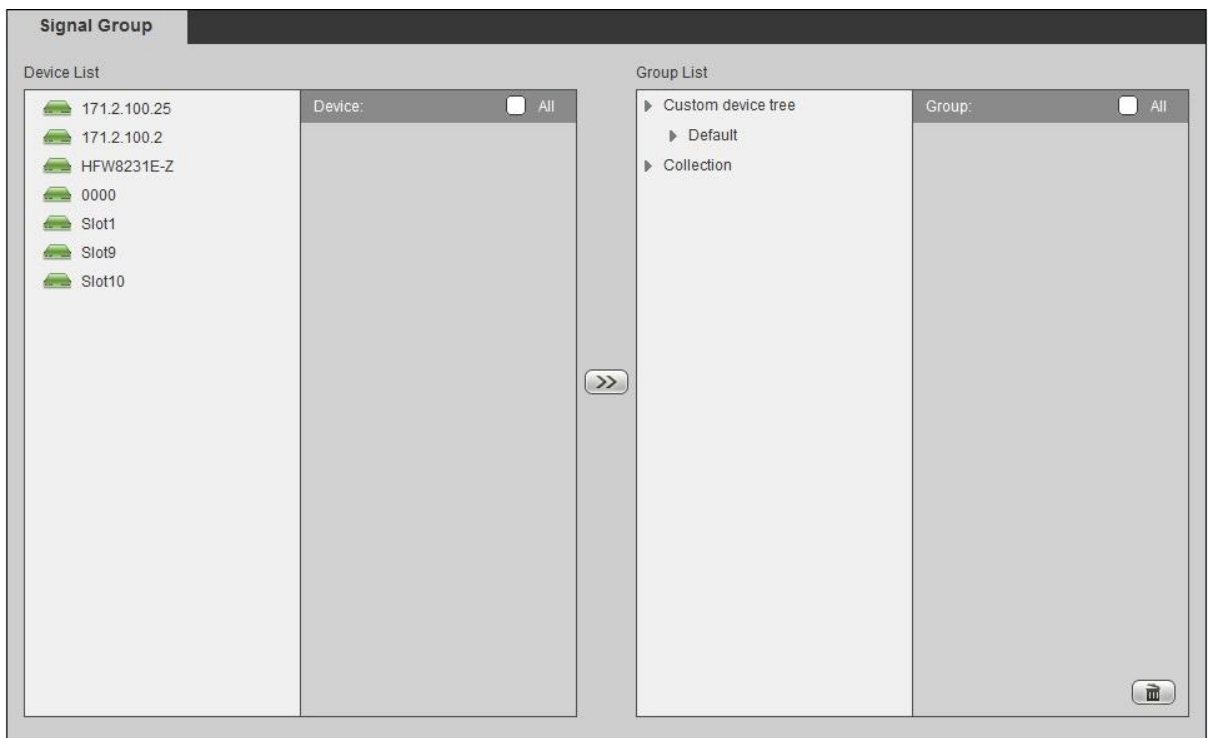 Signal Group
Device List
171.2.100.25
171.2.100.2
HFW8231E-Z
0000
Slot1
Slot9
Slot10
Device: All
>>
Group List
Custom device tree
Default
Collection
Group: All